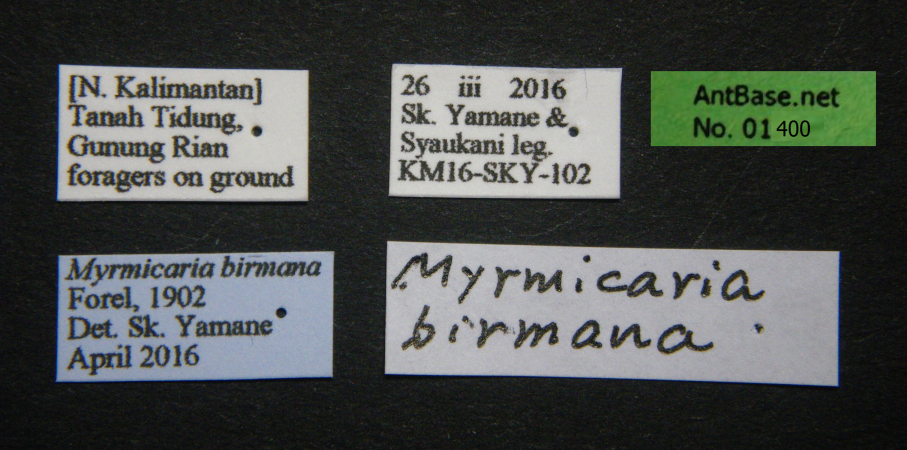 [N. Kalimantan]
Tanah Tidung,
Gunung Rian
foragers on ground
26 iii 2016
Sk. Yamane &
Syaukani leg.
KM16-SKY-102
AntBase.net
No. 01400
Myrmicaria birmana
Forel, 1902
Det. Sk. Yamane
April 2016
Myrmicaria
birmana